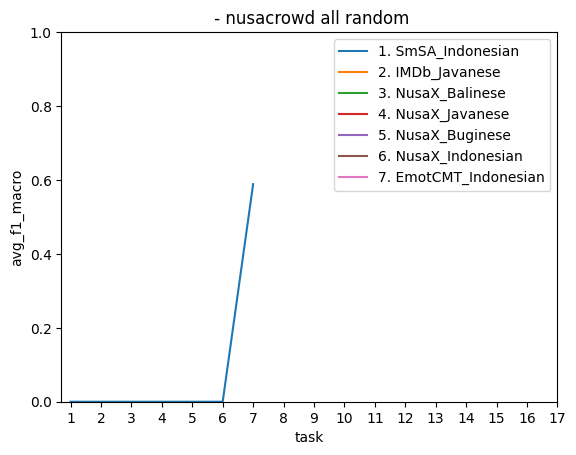 - nusacrowd all random
1.0
0.8
0.6
0.4
0.2
0.0
avg_f1_macro
1. SmSA_Indonesian
2. IMDb_Javanese
3. NusaX_Balinese
4. NusaX_Javanese
5. NusaX_Buginese
6. NusaX_Indonesian
7. EmotCMT_Indonesian
1 2 3 4 5 6 7 8 9 10 11 12 13 14 15 16 17
task